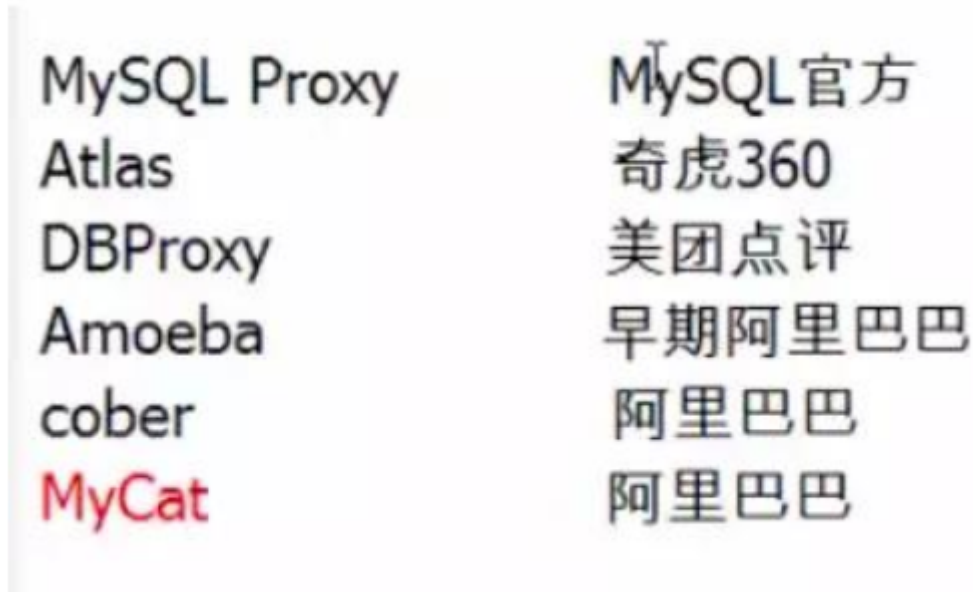 MySQL Proxy MySQL官方
Atlas 奇虎360
DBProxy 美团点评
Amoeba 早期阿里巴巴
cober 阿里巴巴
MyCat 阿里巴巴